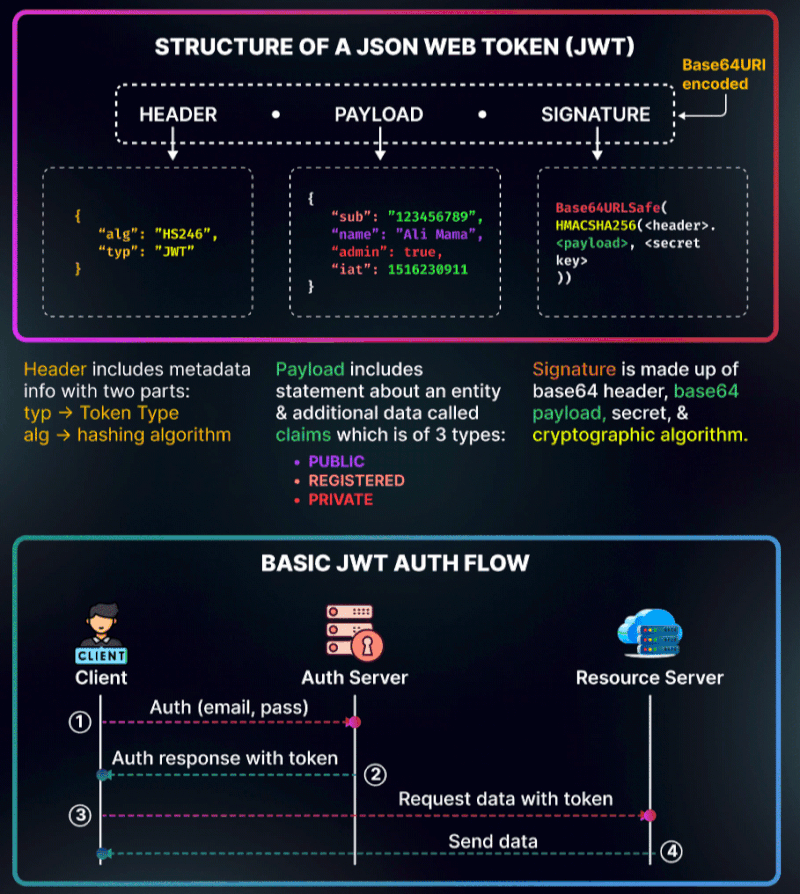 STRUCTURE OF A JSON WEB TOKEN (JWT)
Base64URI
encoded
HEADER • PAYLOAD • SIGNATURE
{
“alg”: ”HS246”,
“typ”: ”JWT”
}
{
“sub”: ”123456789”,
“name”: “Ali Mama”,
“admin”: true,
“iat”: 1516230911
}
Base64URLSafe(
HMACSHA256(<header>.
<payload>, <secret
key>
))
Header includes metadata
info with two parts:
typ → Token Type
alg → hashing algorithm
Payload includes
statement about an entity
& additional data called
claims which is of 3 types:
• PUBLIC
• REGISTERED
• PRIVATE
Signature is made up of
base64 header, base64
payload, secret, &
cryptographic algorithm.
BASIC JWT AUTH FLOW
CLIENT
Client
Auth Server
Resource Server
1 Auth (email, pass)
Auth response with token 2
3 Request data with token
Send data 4